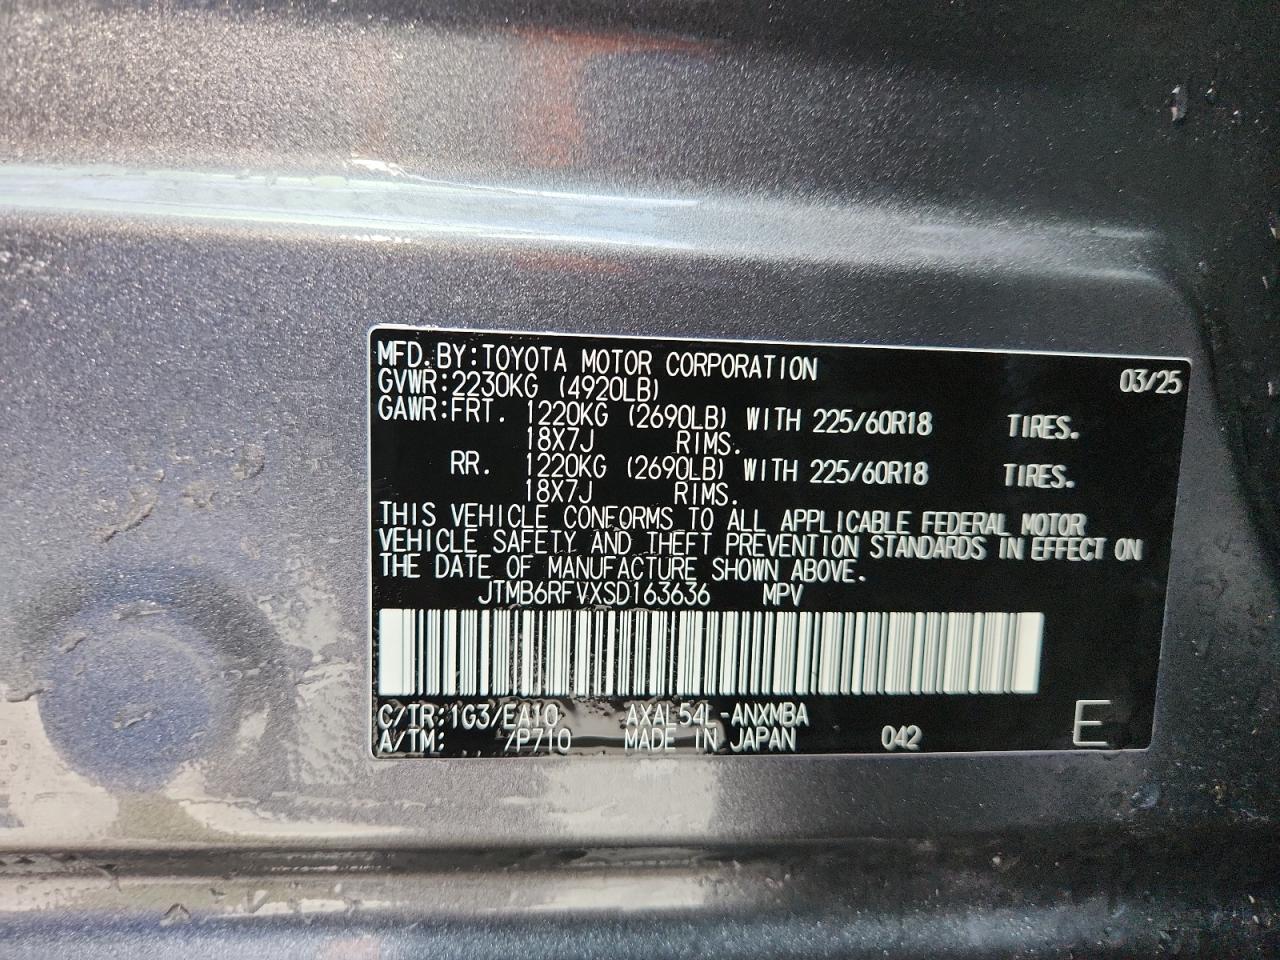 MFD. BY: TOYOTA MOTOR CORPORATION 03/25
GVWR: 2230KG (4920LB)
GAWR: FRT. 1220KG (2690LB) WITH 225/60R18 TIRES.
18X7J RIMS.
RR. 1220KG (2690LB) WITH 225/60R18 TIRES.
18X7J RIMS.
THIS VEHICLE CONFORMS TO ALL APPLICABLE FEDERAL MOTOR
VEHICLE SAFETY AND THEFT PREVENTION STANDARDS IN EFFECT ON
THE DATE OF MANUFACTURE SHOWN ABOVE.
JTMB6RFVXSD163636 MPV
C/TR: 1G3/EA10 AXAL54L-ANXMBA
A/TM: /P710 MADE IN JAPAN 042 E